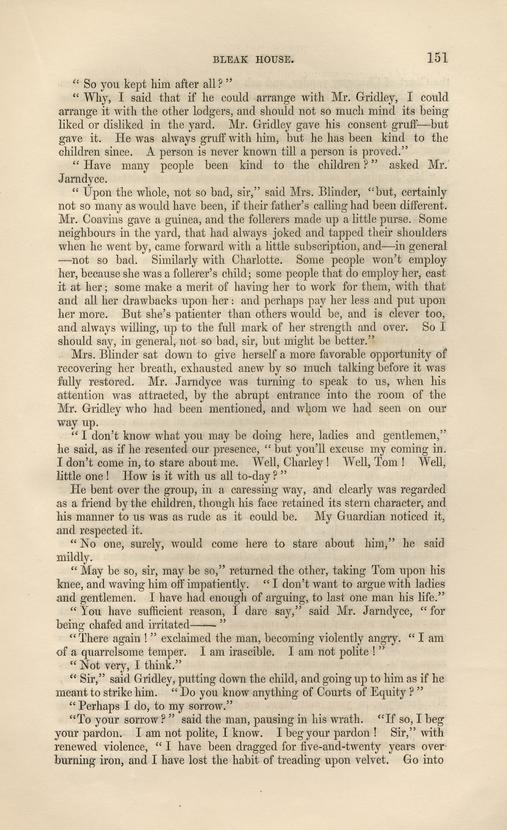 BLEAK HOUSE. 151
“ So you kept him after all ? ”
“ Why, I said that if he could arrange with Mr. Gridley, I could
arrange it with the other lodgers, and should not so much mind its being
liked or disliked in the yard. Mr. Gridley gave his consent gruff—but
gave it. He was always gruff with him, but he has been kind to the
children since. A person is never known till a person is proved.”
“ Have many people been kind to the children ? ” asked Mr.
Jarndyce.
“ Upon the whole, not so bad, sir,” said Mrs. Blinder, “but, certainly
not so many as would have been, if their father's calling had been different.
Mr. Coavins gave a guinea, and the follerers made up a little purse. Some
neighbours in the yard, that had always joked and tapped their shoulders
when he went by, came forward with a little subscription, and—in general
—not so bad. Similarly with Charlotte. Some people won't employ
her, because she was a follerer's child; some people that do employ her, cast
it at her ; some make a merit of having her to work for them, with that
and all her drawbacks upon her : and perhaps pay her less and put upon
her more. But she's patienter than others would be, and is clever too,
and always willing, up to the full mark of her strength and over. So I
should say, in general, not so bad, sir, but might be better.”
Mrs. Blinder sat down to give herself a more favorable opportunity of
recovering her breath, exhausted anew by so much talking before it was
fully restored. Mr. Jarndyce was turning to speak to us, when his
attention was attracted, by the abrupt entrance into the room of the
Mr. Gridley who had been mentioned, and whom we had seen on our
way up.
“ I don't know what you may be doing here, ladies and gentlemen,”
he said, as if he resented our presence, “ but you'll excuse my coming in.
I don't come in, to stare about me. Well, Charley ! Well, Tom ! Well,
little one ! How is it with us all to-day ? ”
He bent over the group, in a caressing way, and clearly was regarded
as a friend by the children, though his face retained its stern character, and
his manner to us was as rude as it could be. My Guardian noticed it,
and respected it.
“ No one, surely, would come here to stare about him,” he said
mildly.
“ May be so, sir, may be so,” returned the other, taking Tom upon his
knee, and waving him off impatiently. “ I don't want to argue with ladies
and gentlemen. I have had enough of arguing, to last one man his life.”
“ You have sufficient reason, I dare say,” said Mr. Jarndyce, “ for
being chafed and irritated—— ”
“ There again ! ” exclaimed the man, becoming violently angry. “ I am
of a quarrelsome temper. I am irascible. I am not polite ! ”
“ Not very, I think.”
“ Sir,” said Gridley, putting down the child, and going up to him as if he
meant to strike him. “ Do you know anything of Courts of Equity ? ”
“ Perhaps I do, to my sorrow.”
“To your sorrow ? ” said the man, pausing in his wrath. “If so, I beg
your pardon. I am not polite, I know. I beg your pardon ! Sir,” with
renewed violence, “ I have been dragged for five-and-twenty years over
burning iron, and I have lost the habit of treading upon velvet. Go into